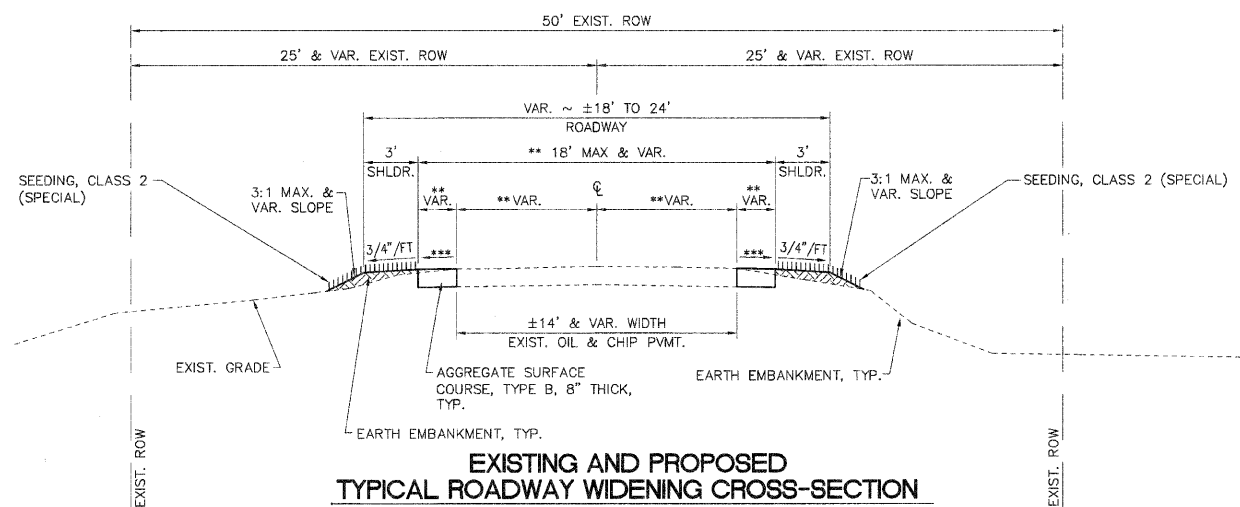 50' EXIST. ROW
25' & VAR. EXIST. ROW
25' & VAR. EXIST. ROW
VAR. ~ ±18' TO 24'
ROADWAY
3'
SHLDR.
** 18' MAX & VAR.
3'
SHLDR.
SEEDING, CLASS 2
(SPECIAL)
3:1 MAX. &
VAR. SLOPE
**
VAR.
**VAR.
℄
**VAR.
**
VAR.
3:1 MAX. &
VAR. SLOPE
SEEDING, CLASS 2 (SPECIAL)
3/4"/FT
***
***
3/4"/FT
±14' & VAR. WIDTH
EXIST. OIL & CHIP PVMT.
EXIST. GRADE
AGGREGATE SURFACE
COURSE, TYPE B, 8" THICK,
TYP.
EARTH EMBANKMENT, TYP.
EARTH EMBANKMENT, TYP.
EXIST. ROW
EXIST. ROW
EXISTING AND PROPOSED
TYPICAL ROADWAY WIDENING CROSS-SECTION